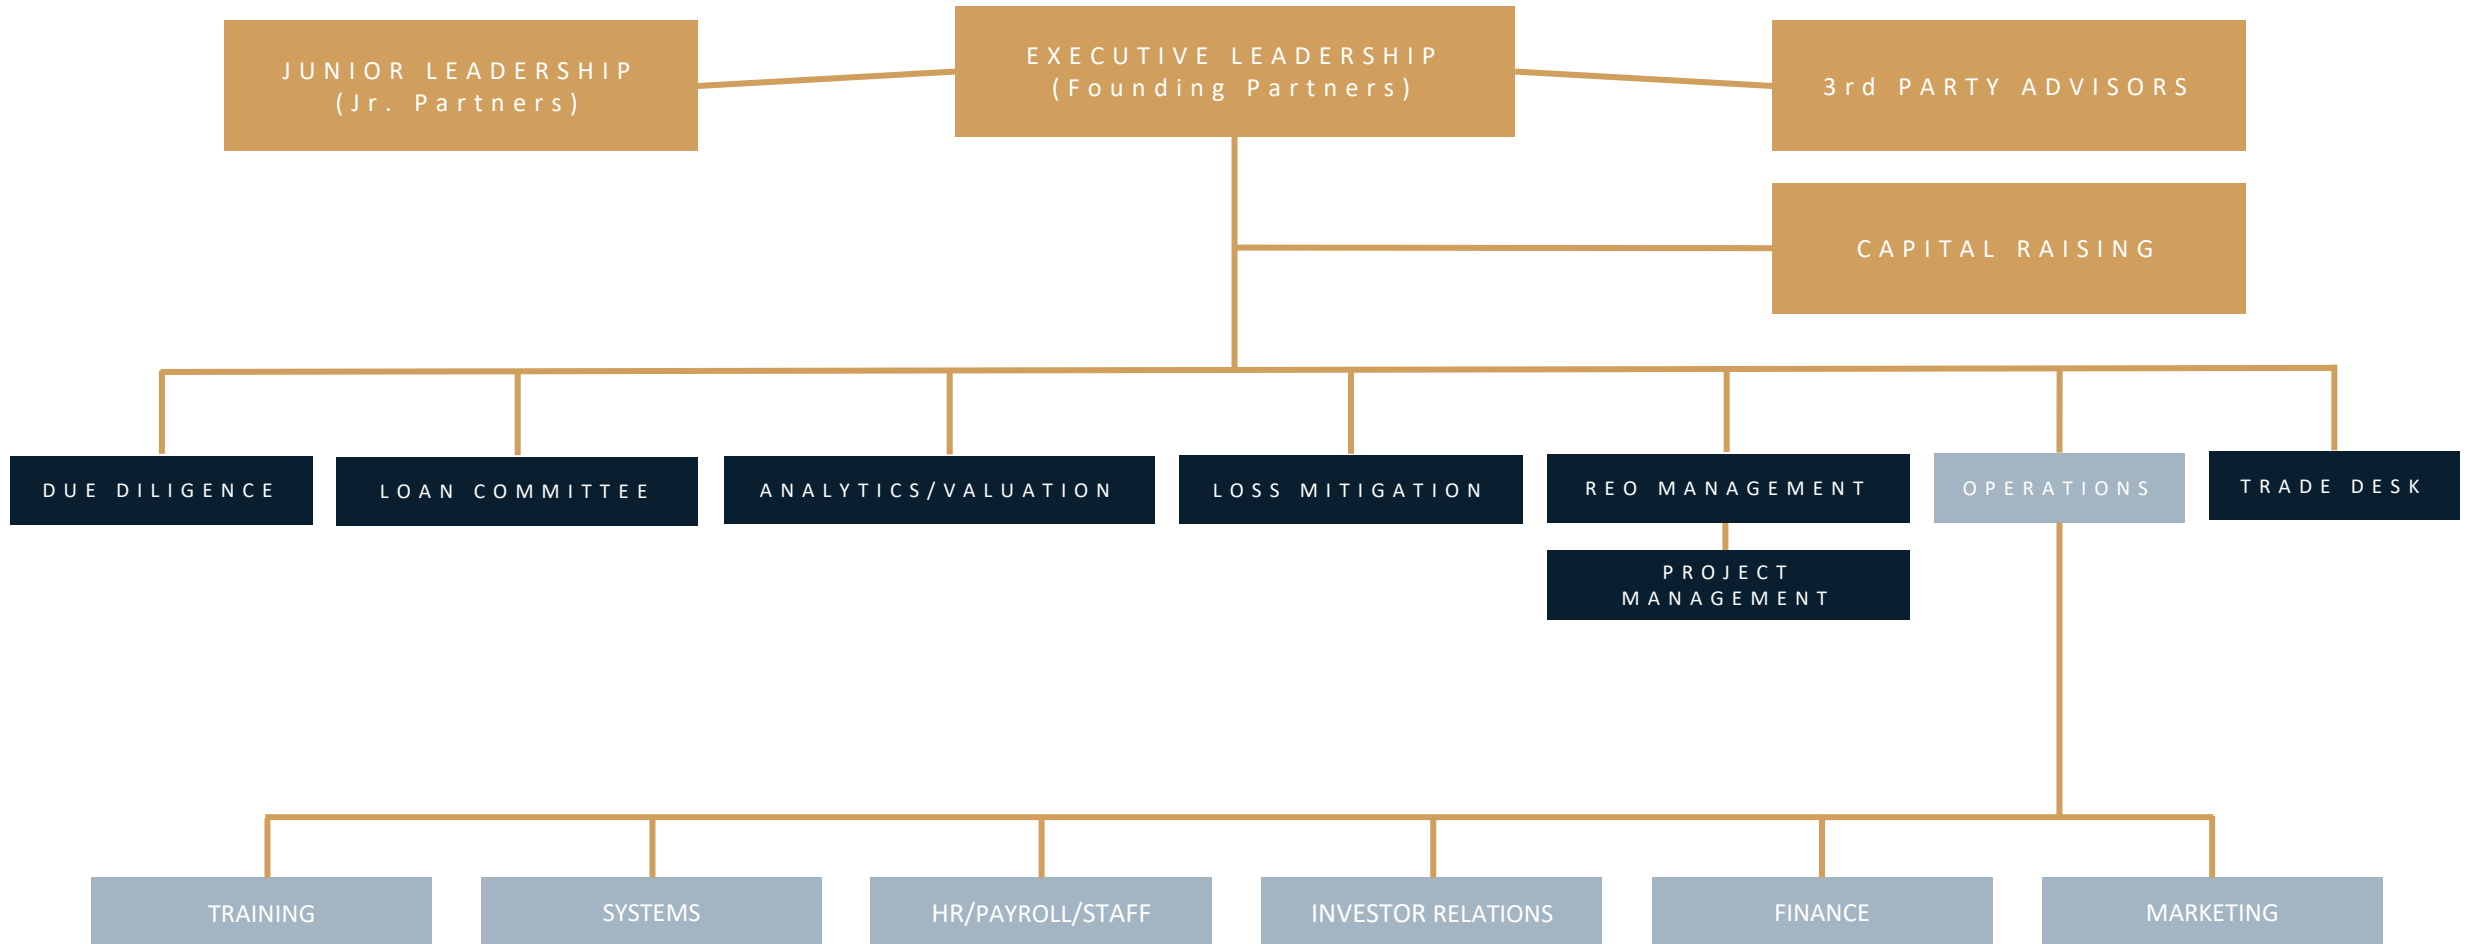 JUNIOR LEADERSHIP
(Jr. Partners)
EXECUTIVE LEADERSHIP
(Founding Partners)
3rd PARTY ADVISORS
CAPITAL RAISING
DUE DILIGENCE
LOAN COMMITTEE
ANALYTICS/VALUATION
LOSS MITIGATION
REO MANAGEMENT
OPERATIONS
TRADE DESK
PROJECT
MANAGEMENT
TRAINING
SYSTEMS
HR/PAYROLL/STAFF
INVESTOR RELATIONS
FINANCE
MARKETING